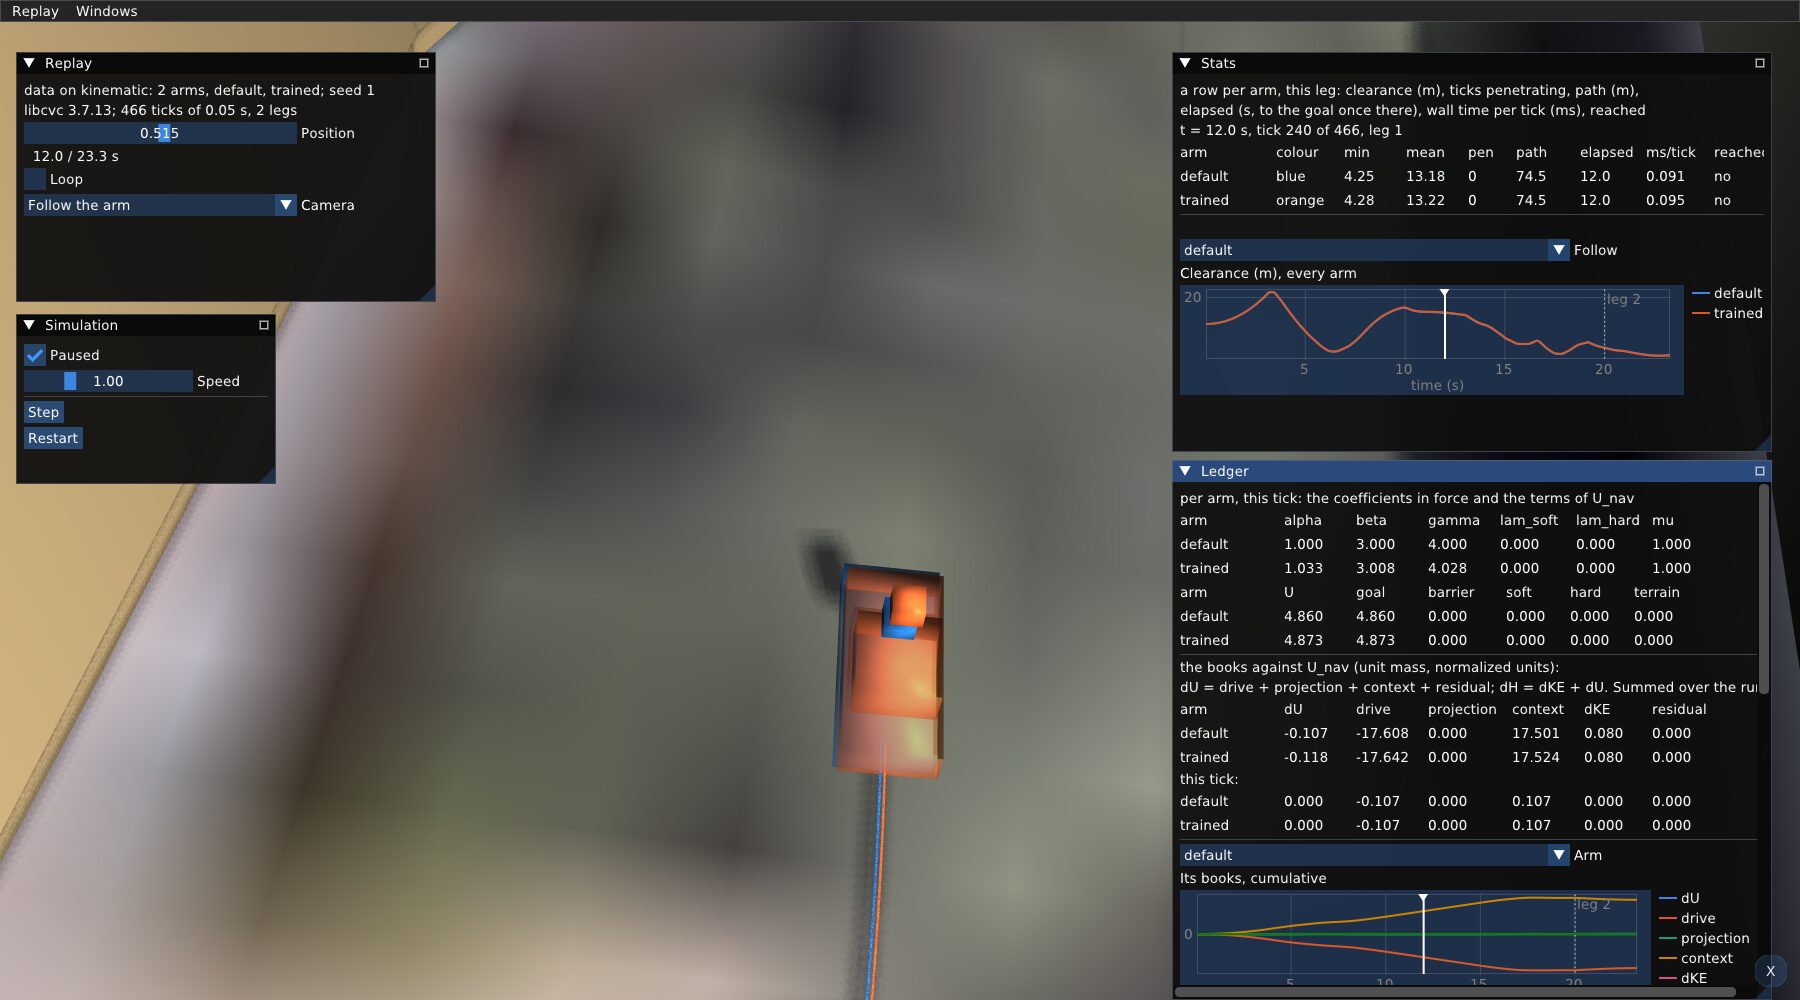 Replay Windows
Replay
data on kinematic: 2 arms, default, trained; seed 1
libcvc 3.7.13; 466 ticks of 0.05 s, 2 legs
0.515 Position
12.0 / 23.3 s
Loop
Follow the arm Camera
Simulation
Paused
1.00 Speed
Step
Restart
Stats
a row per arm, this leg: clearance (m), ticks penetrating, path (m),
elapsed (s, to the goal once there), wall time per tick (ms), reached
t = 12.0 s, tick 240 of 466, leg 1
arm colour min mean pen path elapsed ms/tick reached
default blue 4.25 13.18 0 74.5 12.0 0.091 no
trained orange 4.28 13.22 0 74.5 12.0 0.095 no
default Follow
Clearance (m), every arm
20 leg 2 default
trained
5 10 15 20
time (s)
Ledger
per arm, this tick: the coefficients in force and the terms of U_nav
arm alpha beta gamma lam_soft lam_hard mu
default 1.000 3.000 4.000 0.000 0.000 1.000
trained 1.033 3.008 4.028 0.000 0.000 1.000
arm U goal barrier soft hard terrain
default 4.860 4.860 0.000 0.000 0.000 0.000
trained 4.873 4.873 0.000 0.000 0.000 0.000
the books against U_nav (unit mass, normalized units):
dU = drive + projection + context + residual; dH = dKE + dU. Summed over the ru
arm dU drive projection context dKE residual
default -0.107 -17.608 0.000 17.501 0.080 0.000
trained -0.118 -17.642 0.000 17.524 0.080 0.000
this tick:
default 0.000 -0.107 0.000 0.107 0.000 0.000
trained 0.000 -0.107 0.000 0.107 0.000 0.000
default Arm
Its books, cumulative
leg 2 dU
drive
0 projection
context
dKE
5 10 15 20
X